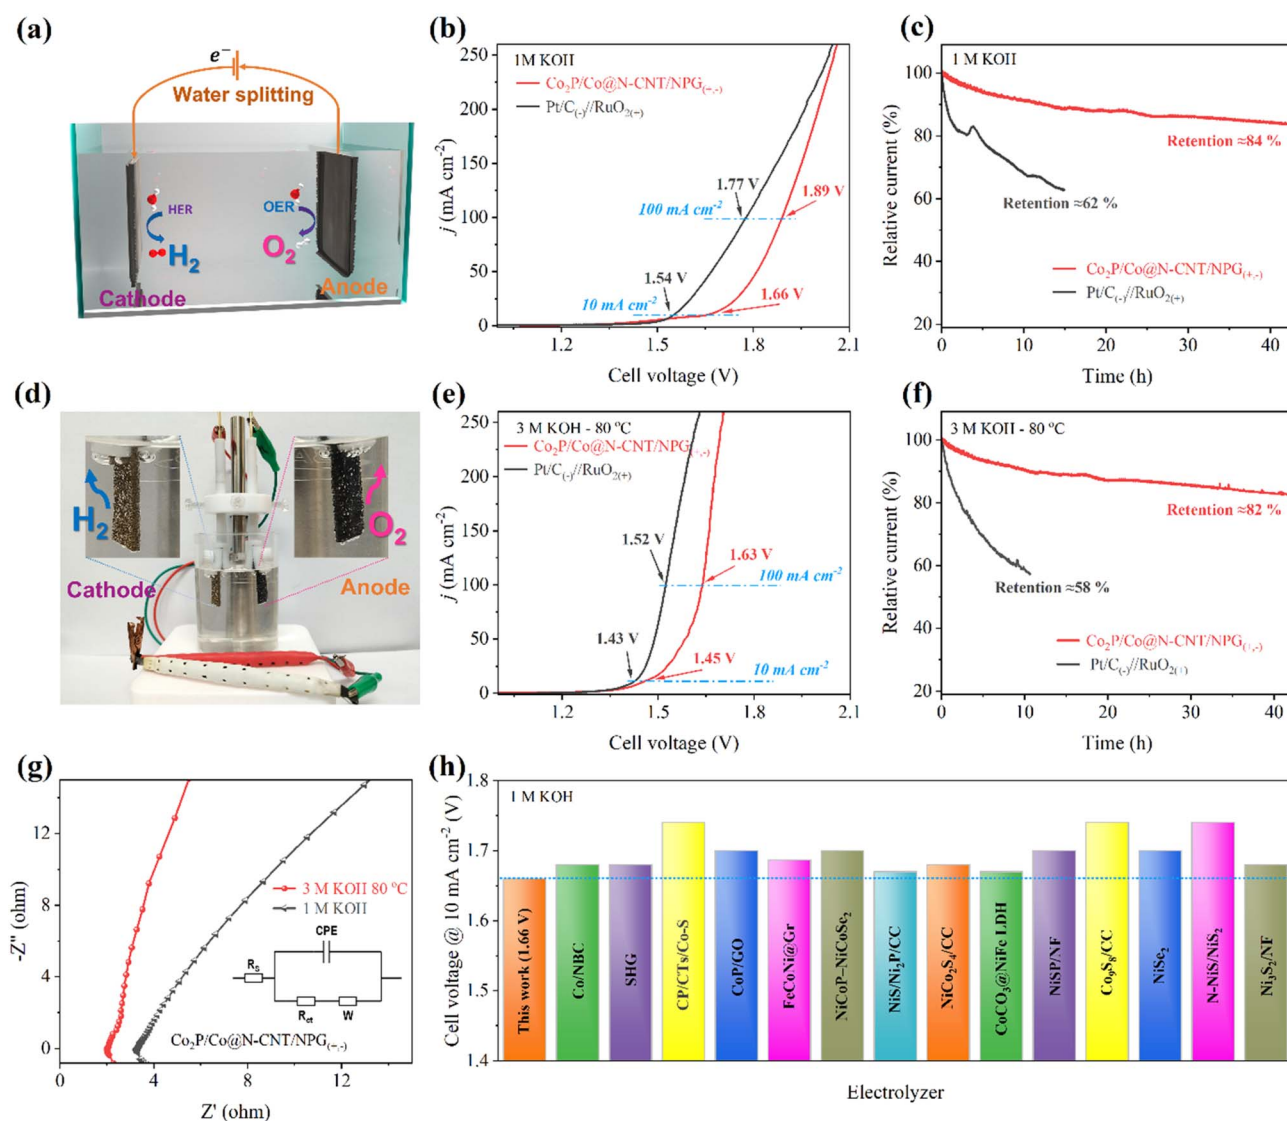 (a)
e⁻
Water splitting
HER
H₂
OER
O₂
Cathode
Anode
(b)
1M KOH
Co₂P/Co@N-CNT/NPG(+,-)
Pt/C(-)//RuO₂(+)
1.77 V
1.89 V
100 mA cm⁻²
1.54 V
1.66 V
10 mA cm⁻²
250
200
150
100
50
0
1.2
1.5
1.8
2.1
j (mA cm⁻²)
Cell voltage (V)
(c)
1 M KOH
Retention ≈84 %
Retention ≈62 %
Co₂P/Co@N-CNT/NPG(+,-)
Pt/C(-)//RuO₂(+)
100
80
60
40
20
0
10
20
30
40
Relative current (%)
Time (h)
(d)
H₂
O₂
Cathode
Anode
(e)
3 M KOH - 80 °C
Co₂P/Co@N-CNT/NPG(+,-)
Pt/C(-)//RuO₂(+)
1.52 V
1.63 V
100 mA cm⁻²
1.43 V
1.45 V
10 mA cm⁻²
250
200
150
100
50
0
1.2
1.5
1.8
2.1
j (mA cm⁻²)
Cell voltage (V)
(f)
3 M KOH - 80 °C
Retention ≈82 %
Retention ≈58 %
Co₂P/Co@N-CNT/NPG(+,-)
Pt/C(-)//RuO₂(+)
100
80
60
40
20
0
10
20
30
40
Relative current (%)
Time (h)
(g)
3 M KOH 80 °C
1 M KOH
CPE
Rs
Rct
W
Co₂P/Co@N-CNT/NPG(+,-)
12
8
4
0
0
4
8
12
-Z'' (ohm)
Z' (ohm)
(h)
1 M KOH
1.8
1.7
1.6
1.5
1.4
Cell voltage @ 10 mA cm⁻² (V)
This work (1.66 V)
Co/NBC
SHG
CP/CTs/Co-S
CoP/GO
FeCoNi@Gr
NiCoP–NiCoSe₂
NiS/Ni₂P/CC
NiCo₂S₄/CC
CoCO₃@NiFe LDH
NiSP/NF
Co₉S₈/CC
NiSe₂
N-NiS/NiS₂
Ni₃S₂/NF
Electrolyzer